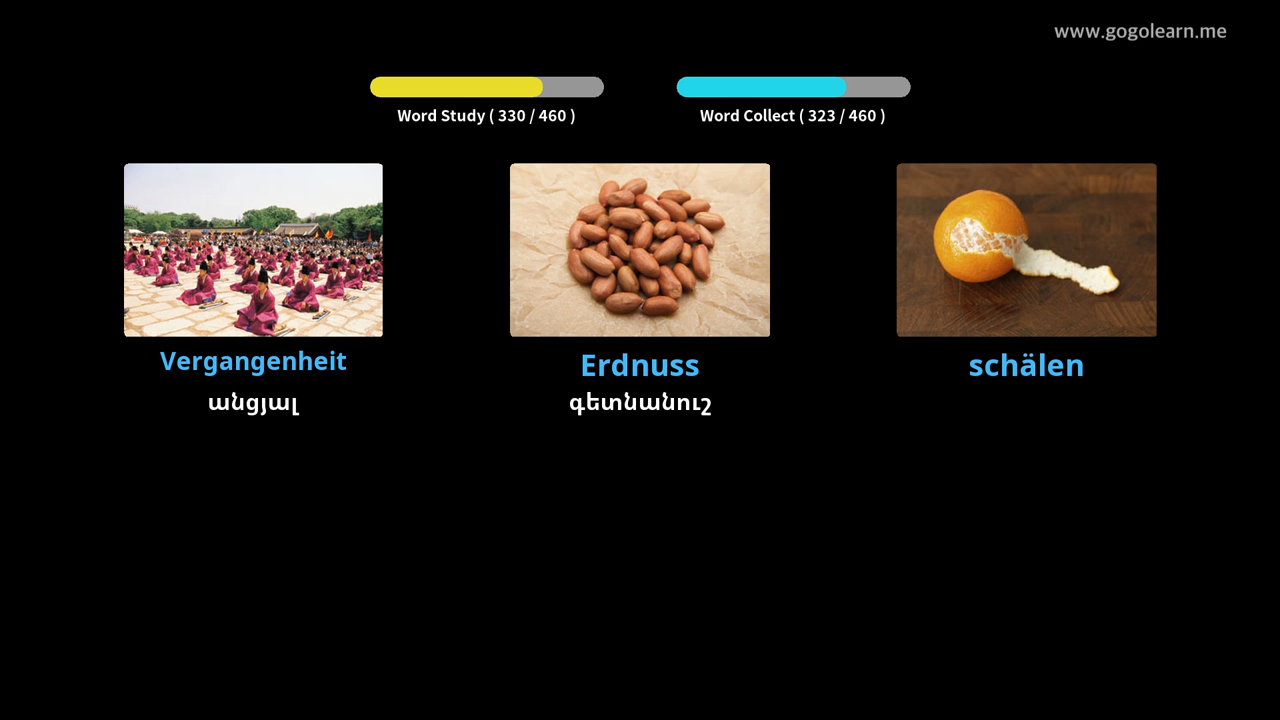 www.gogolearn.me
Word Study ( 330 / 460 )
Word Collect ( 323 / 460 )
Vergangenheit
Erdnuss
schälen
անցյալ
գետնանուշ